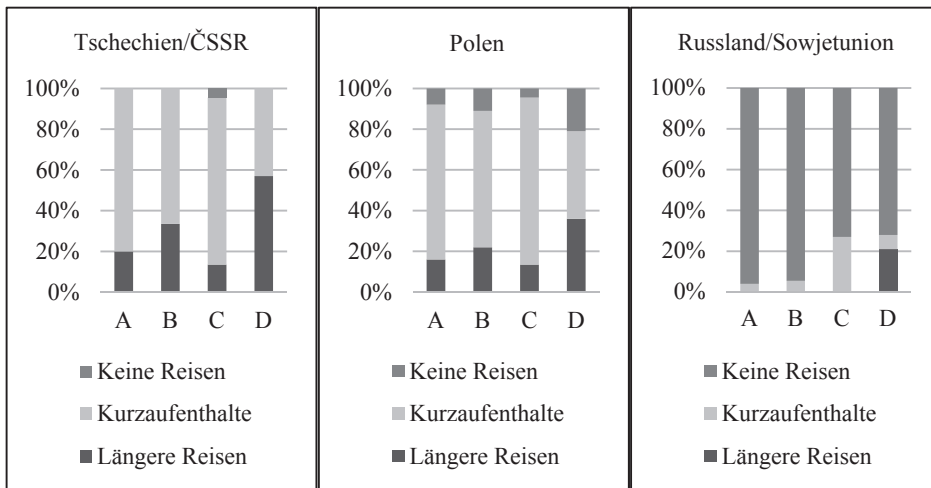 Tschechien/ČSSR
100%
80%
60%
40%
20%
0%
A B C D
Keine Reisen
Kurzaufenthalte
Längere Reisen
Polen
100%
80%
60%
40%
20%
0%
A B C D
Keine Reisen
Kurzaufenthalte
Längere Reisen
Russland/Sowjetunion
100%
80%
60%
40%
20%
0%
A B C D
Keine Reisen
Kurzaufenthalte
Längere Reisen